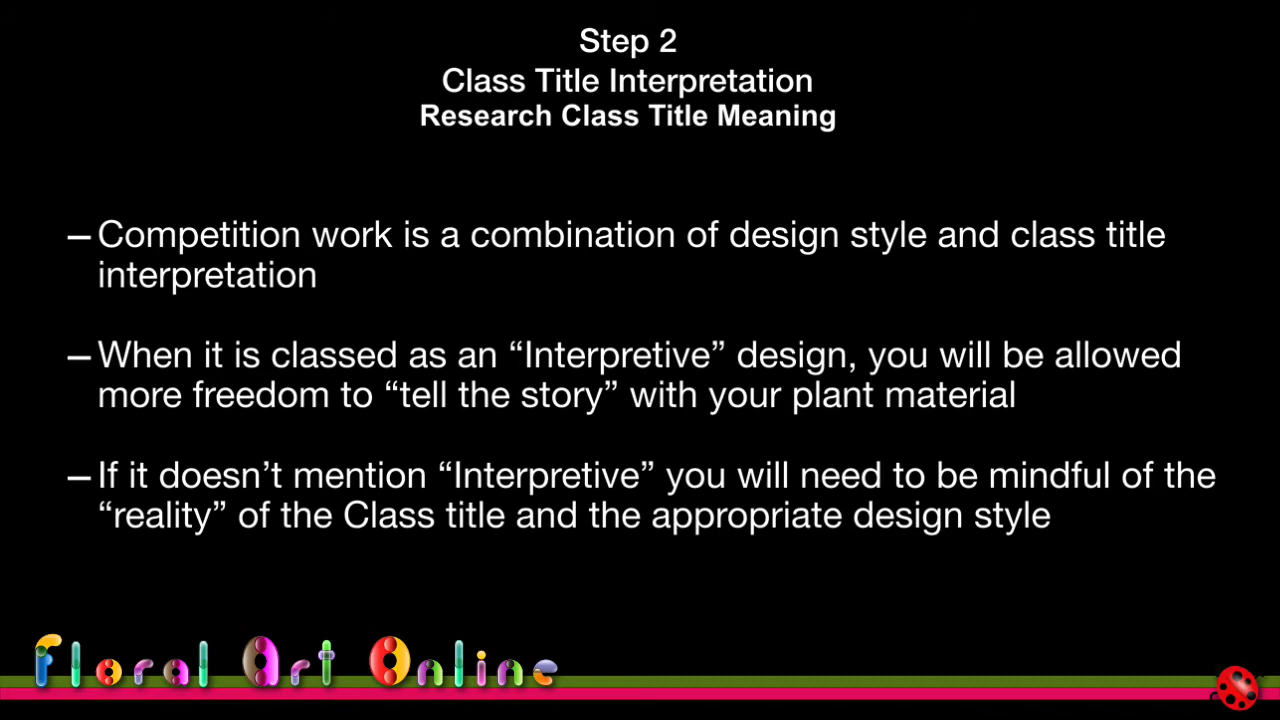 Step 2
Class Title Interpretation
Research Class Title Meaning
– Competition work is a combination of design style and class title
interpretation
– When it is classed as an “Interpretive” design, you will be allowed
more freedom to “tell the story” with your plant material
– If it doesn’t mention “Interpretive” you will need to be mindful of the
“reality” of the Class title and the appropriate design style
Floral Art Online